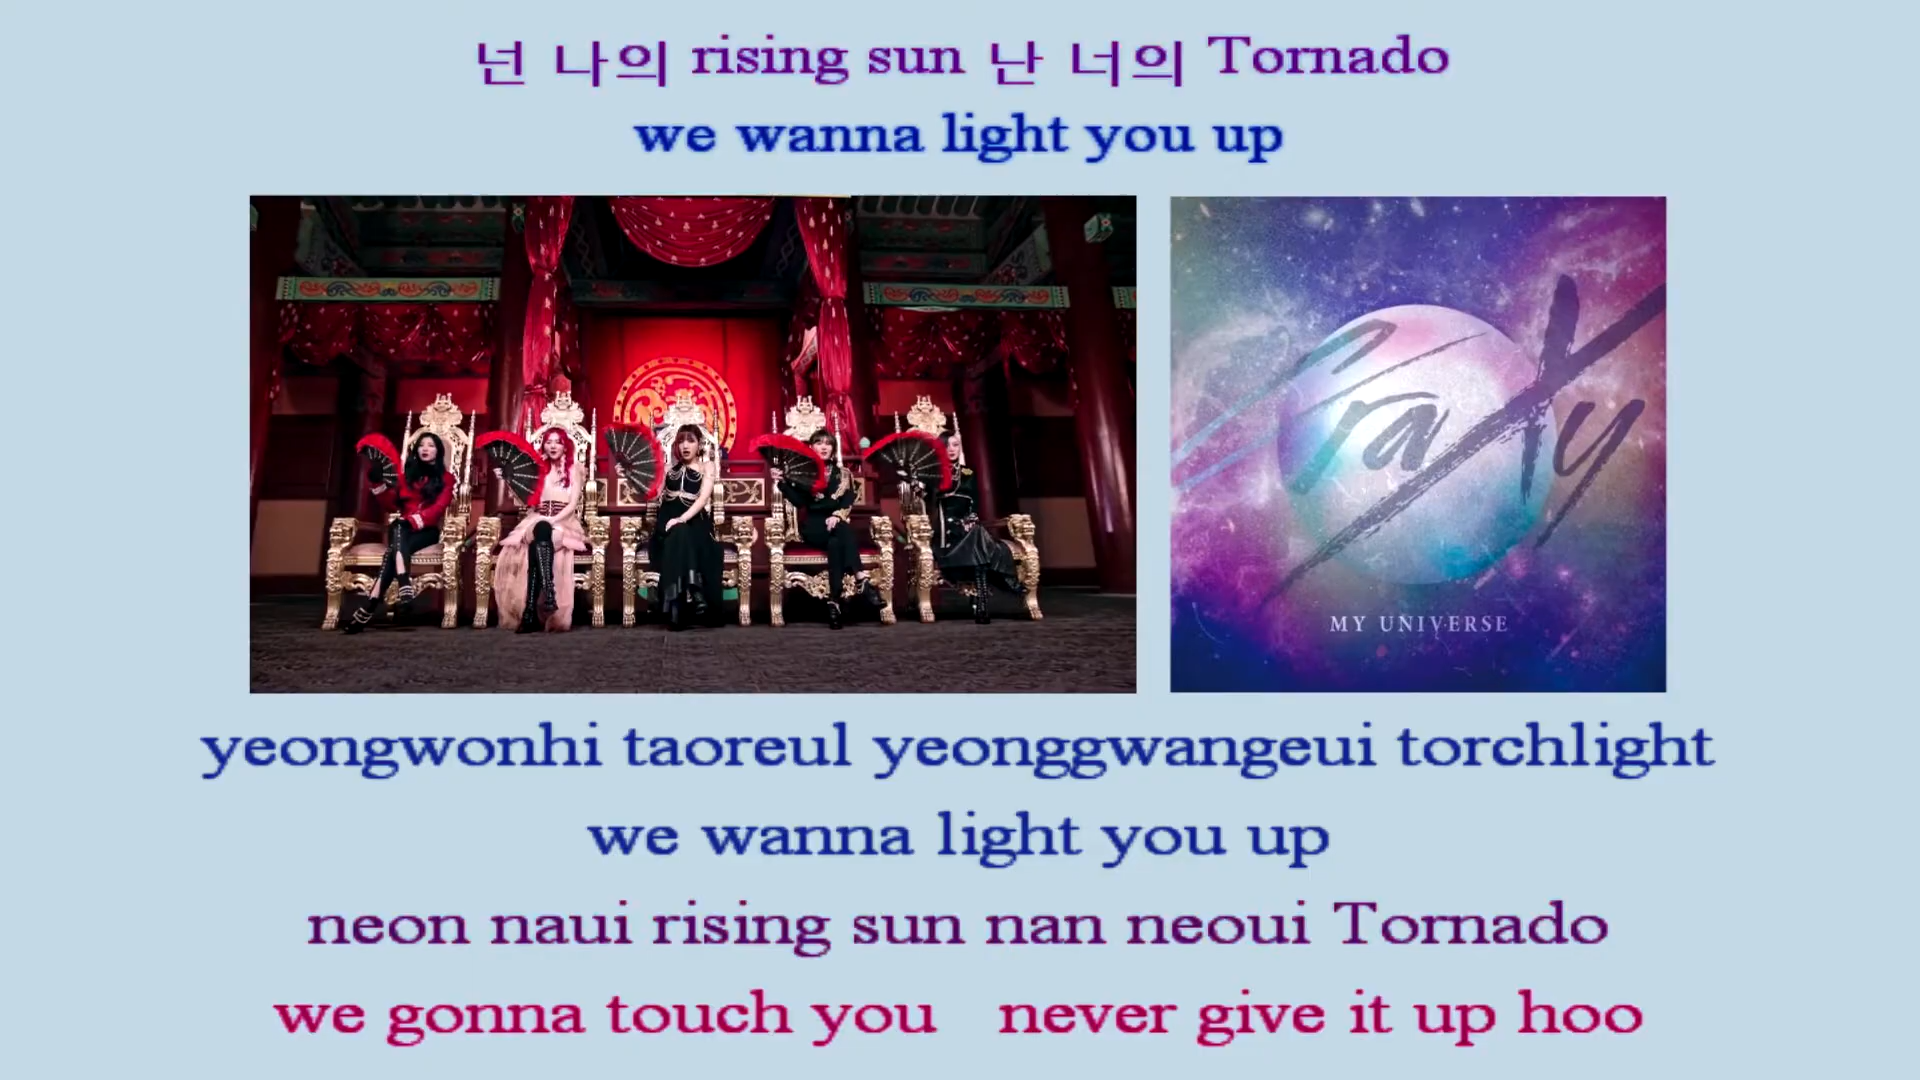 넌 나의 rising sun 난 너의 Tornado
we wanna light you up
CraXy
MY UNIVERSE
yeongwonhi taoreul yeonggwangeui torchlight
we wanna light you up
neon naui rising sun nan neoui Tornado
we gonna touch you never give it up hoo